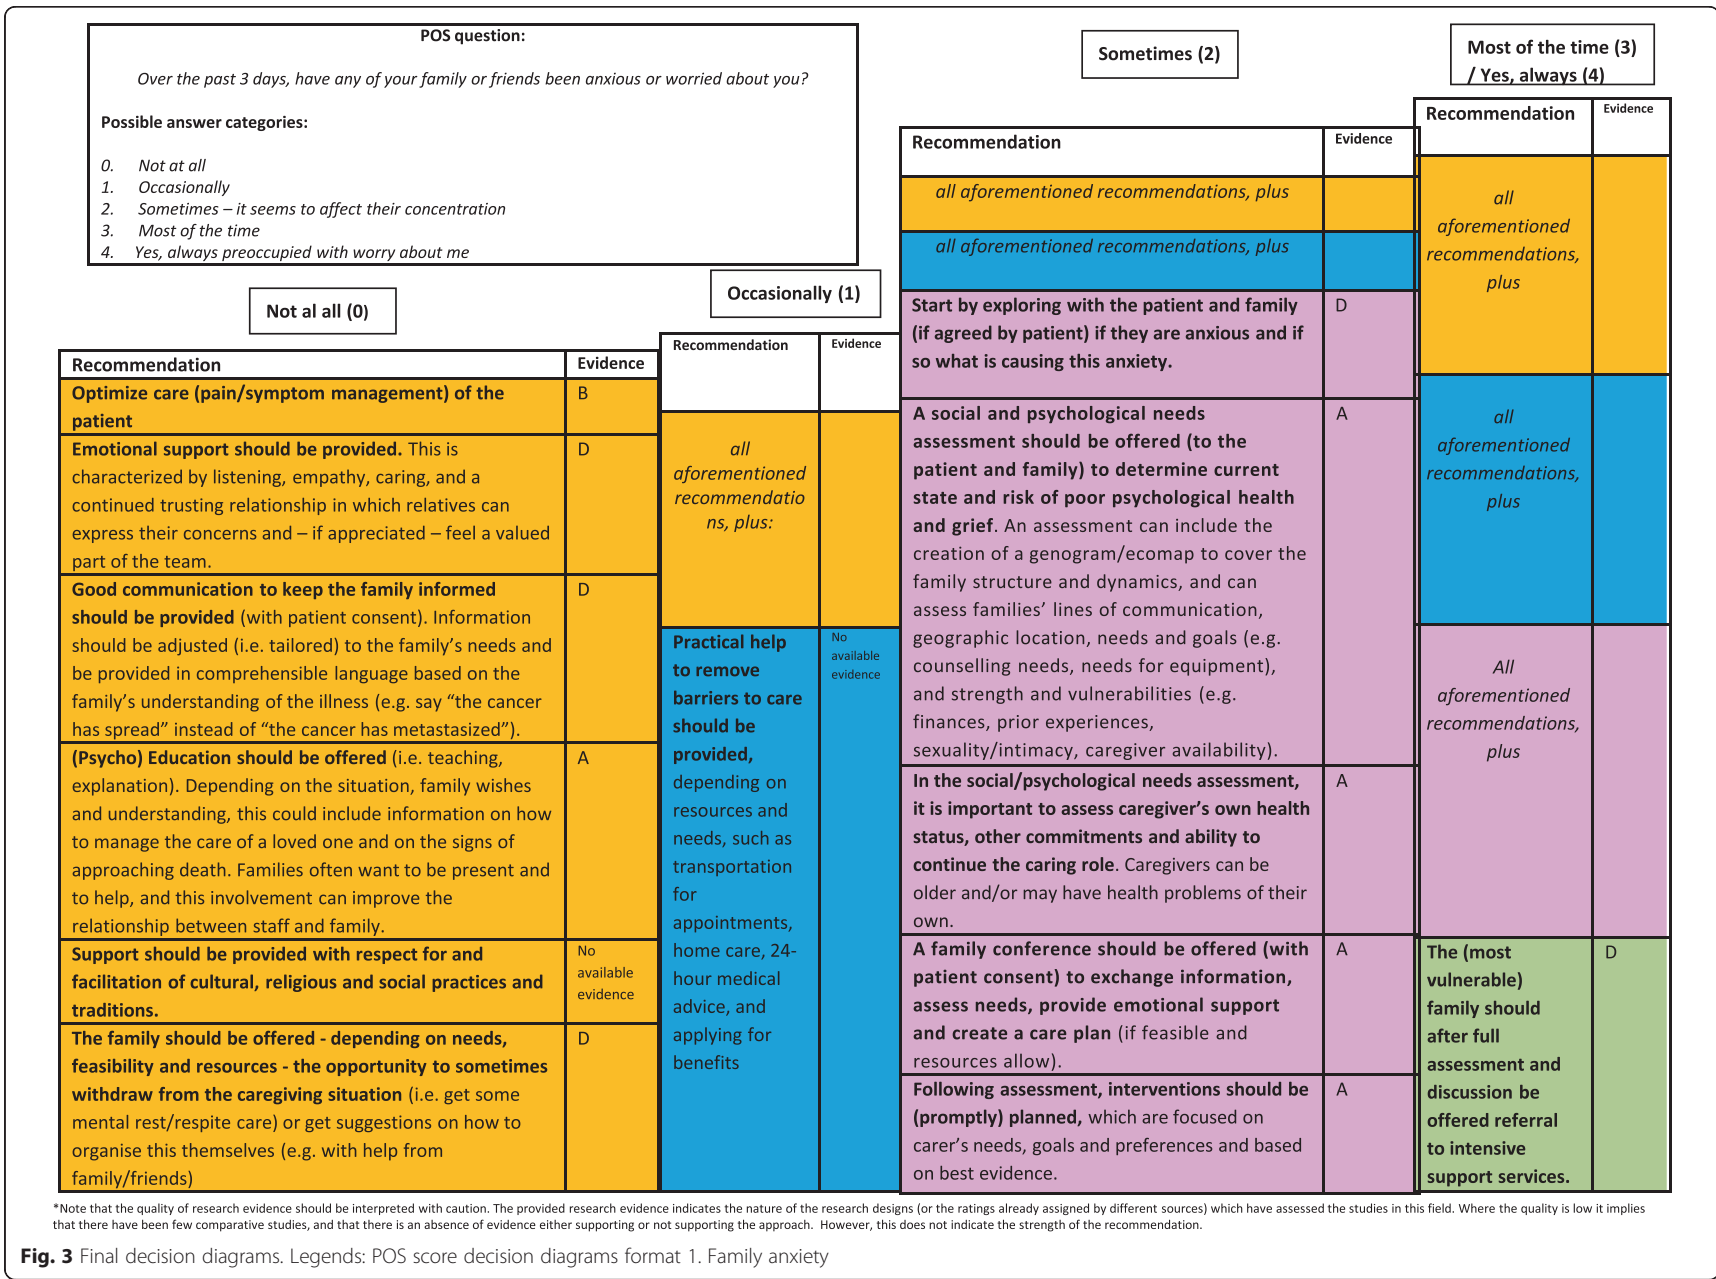 POS question:
Over the past 3 days, have any of your family or friends been anxious or worried about you?
Possible answer categories:
0. Not at all
1. Occasionally
2. Sometimes – it seems to affect their concentration
3. Most of the time
4. Yes, always preoccupied with worry about me
Not al all (0)
Recommendation
Evidence
Optimize care (pain/symptom management) of the
patient
B
Emotional support should be provided. This is
characterized by listening, empathy, caring, and a
continued trusting relationship in which relatives can
express their concerns and – if appreciated – feel a valued
part of the team.
D
Good communication to keep the family informed
should be provided (with patient consent). Information
should be adjusted (i.e. tailored) to the family's needs and
be provided in comprehensible language based on the
family's understanding of the illness (e.g. say “the cancer
has spread” instead of “the cancer has metastasized”).
D
(Psycho) Education should be offered (i.e. teaching,
explanation). Depending on the situation, family wishes
and understanding, this could include information on how
to manage the care of a loved one and on the signs of
approaching death. Families often want to be present and
to help, and this involvement can improve the
relationship between staff and family.
A
Support should be provided with respect for and
facilitation of cultural, religious and social practices and
traditions.
No
available
evidence
The family should be offered - depending on needs,
feasibility and resources - the opportunity to sometimes
withdraw from the caregiving situation (i.e. get some
mental rest/respite care) or get suggestions on how to
organise this themselves (e.g. with help from
family/friends)
D
Occasionally (1)
Recommendation
Evidence
all
aforementioned
recommendatio
ns, plus:
Practical help
to remove
barriers to care
should be
provided,
depending on
resources and
needs, such as
transportation
for
appointments,
home care, 24-
hour medical
advice, and
applying for
benefits
No
available
evidence
Sometimes (2)
Recommendation
Evidence
all aforementioned recommendations, plus
all aforementioned recommendations, plus
Start by exploring with the patient and family
(if agreed by patient) if they are anxious and if
so what is causing this anxiety.
D
A social and psychological needs
assessment should be offered (to the
patient and family) to determine current
state and risk of poor psychological health
and grief. An assessment can include the
creation of a genogram/ecomap to cover the
family structure and dynamics, and can
assess families' lines of communication,
geographic location, needs and goals (e.g.
counselling needs, needs for equipment),
and strength and vulnerabilities (e.g.
finances, prior experiences,
sexuality/intimacy, caregiver availability).
A
In the social/psychological needs assessment,
it is important to assess caregiver's own health
status, other commitments and ability to
continue the caring role. Caregivers can be
older and/or may have health problems of their
own.
A
A family conference should be offered (with
patient consent) to exchange information,
assess needs, provide emotional support
and create a care plan (if feasible and
resources allow).
A
Following assessment, interventions should be
(promptly) planned, which are focused on
carer's needs, goals and preferences and based
on best evidence.
A
Most of the time (3)
/ Yes, always (4)
Recommendation
Evidence
all
aforementioned
recommendations,
plus
all
aforementioned
recommendations,
plus
All
aforementioned
recommendations,
plus
The (most
vulnerable)
family should
after full
assessment and
discussion be
offered referral
to intensive
support services.
D
*Note that the quality of research evidence should be interpreted with caution. The provided research evidence indicates the nature of the research designs (or the ratings already assigned by different sources) which have assessed the studies in this field. Where the quality is low it implies
that there have been few comparative studies, and that there is an absence of evidence either supporting or not supporting the approach. However, this does not indicate the strength of the recommendation.
Fig. 3 Final decision diagrams. Legends: POS score decision diagrams format 1. Family anxiety